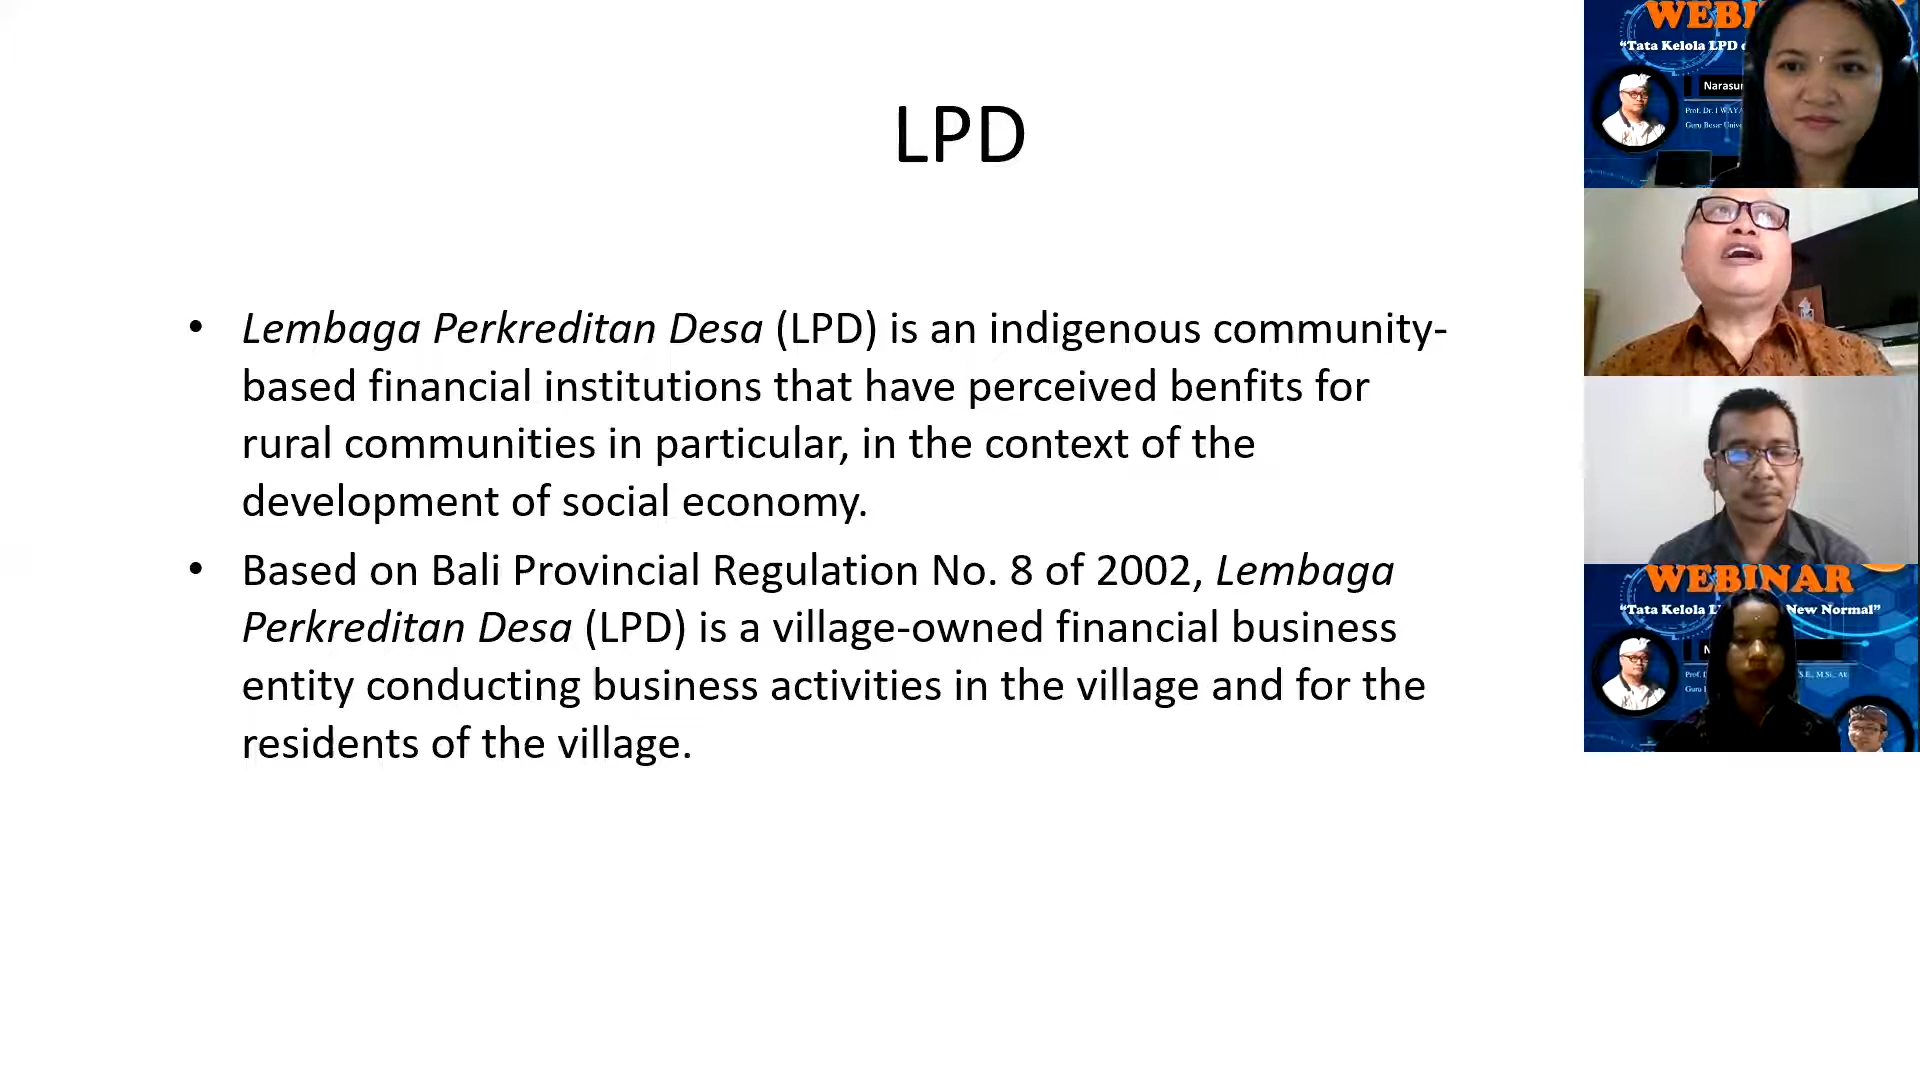 LPD
• Lembaga Perkreditan Desa (LPD) is an indigenous community-
based financial institutions that have perceived benfits for
rural communities in particular, in the context of the
development of social economy.
• Based on Bali Provincial Regulation No. 8 of 2002, Lembaga
Perkreditan Desa (LPD) is a village-owned financial business
entity conducting business activities in the village and for the
residents of the village.
“Tata Kelola LPD
Prof. Dr. I
Guru Besar
WEBINAR
“Tata Kelola New Normal”
Prof. S.E., M.Si., Ak
Guru